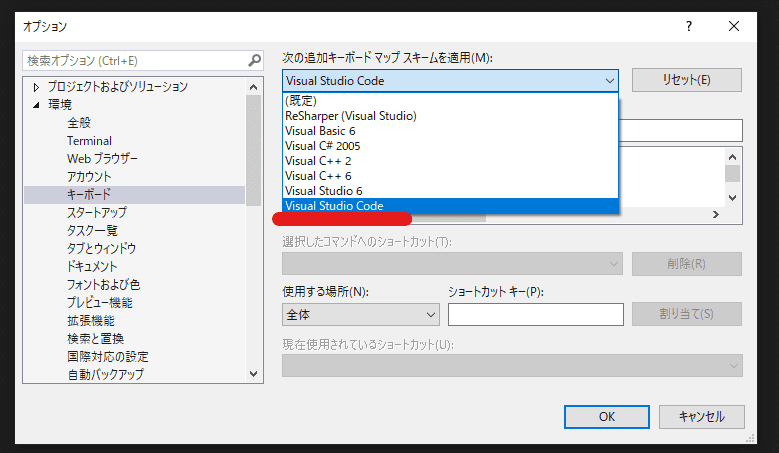 オプション
検索オプション (Ctrl+E)
プロジェクトおよびソリューション
環境
全般
Terminal
Web ブラウザー
アカウント
キーボード
スタートアップ
タスク一覧
タブとウィンドウ
ドキュメント
フォントおよび色
プレビュー機能
拡張機能
検索と置換
国際対応の設定
自動バックアップ
次の追加キーボード マップ スキームを適用(M):
Visual Studio Code
リセット(E)
(既定)
ReSharper (Visual Studio)
Visual Basic 6
Visual C# 2005
Visual C++ 2
Visual C++ 6
Visual Studio 6
Visual Studio Code
選択したコマンドへのショートカット(T):
削除(R)
使用する場所(N):
ショートカット キー(P):
全体
割り当て(S)
現在使用されているショートカット(U):
OK
キャンセル